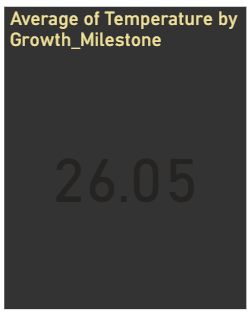 Average of Temperature by
Growth_Milestone
26.05